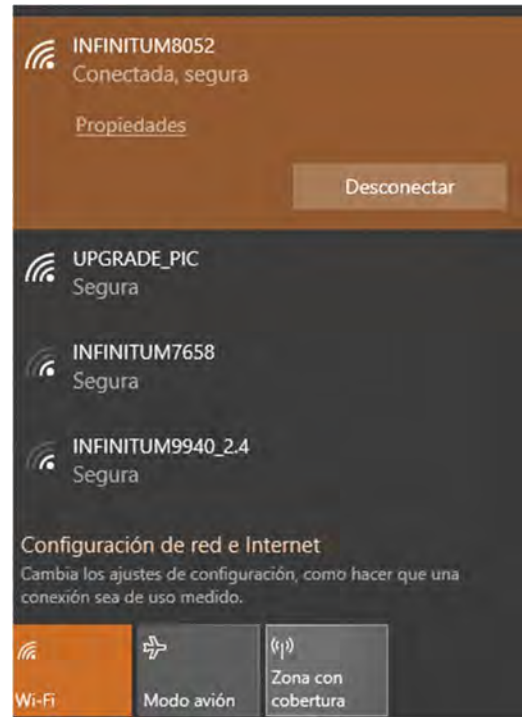 INFINITUM8052
Conectada, segura
Propiedades
Desconectar
UPGRADE_PIC
Segura
INFINITUM7658
Segura
INFINITUM9940_2.4
Segura
Configuración de red e Internet
Cambia los ajustes de configuración, como hacer que una
conexión sea de uso medido.
Wi-Fi
Modo avión
Zona con
cobertura